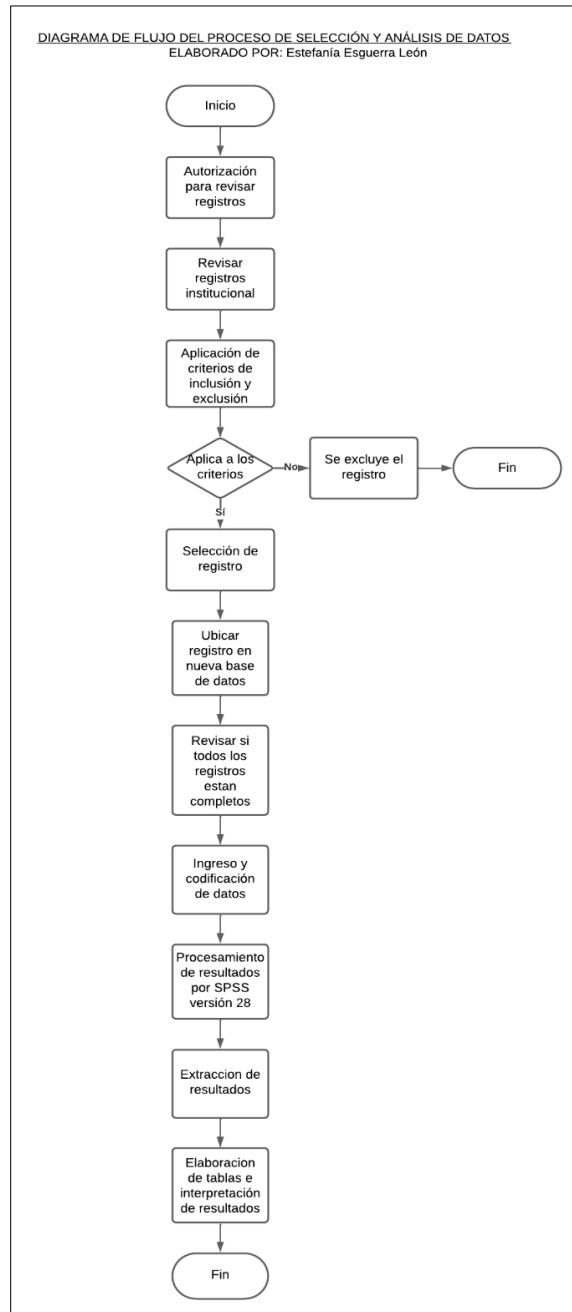 DIAGRAMA DE FLUJO DEL PROCESO DE SELECCIÓN Y ANÁLISIS DE DATOS
ELABORADO POR: Estefanía Esguerra León
Inicio
Autorización
para revisar
registros
Revisar
registros
institucional
Aplicación de
criterios de
inclusión y
exclusión
Aplica a los
criterios
No
Se excluye el
registro
Fin
Sí
Selección de
registro
Ubicar
registro en
nueva base
de datos
Revisar si
todos los
registros
estan
completos
Ingreso y
codificación
de datos
Procesamiento
de resultados
por SPSS
versión 28
Extraccion de
resultados
Elaboracion
de tablas e
interpretación
de resultados
Fin